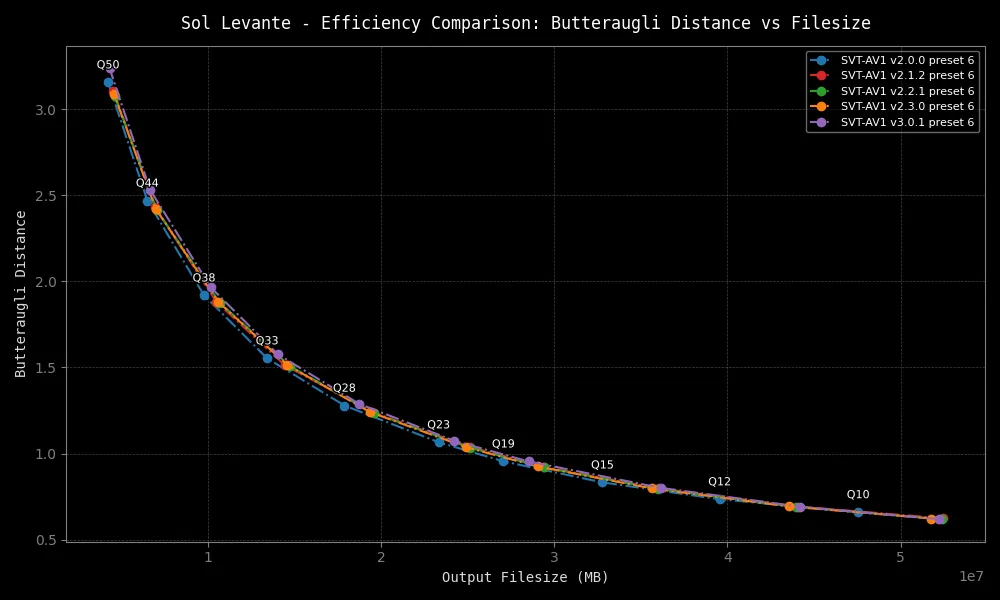 Sol Levante - Efficiency Comparison: Butteraugli Distance vs Filesize
SVT-AV1 v2.0.0 preset 6
SVT-AV1 v2.1.2 preset 6
SVT-AV1 v2.2.1 preset 6
SVT-AV1 v2.3.0 preset 6
SVT-AV1 v3.0.1 preset 6
Butteraugli Distance
3.0
2.5
2.0
1.5
1.0
0.5
Q50
Q44
Q38
Q33
Q28
Q23
Q19
Q15
Q12
Q10
1
2
3
4
5
1e7
Output Filesize (MB)